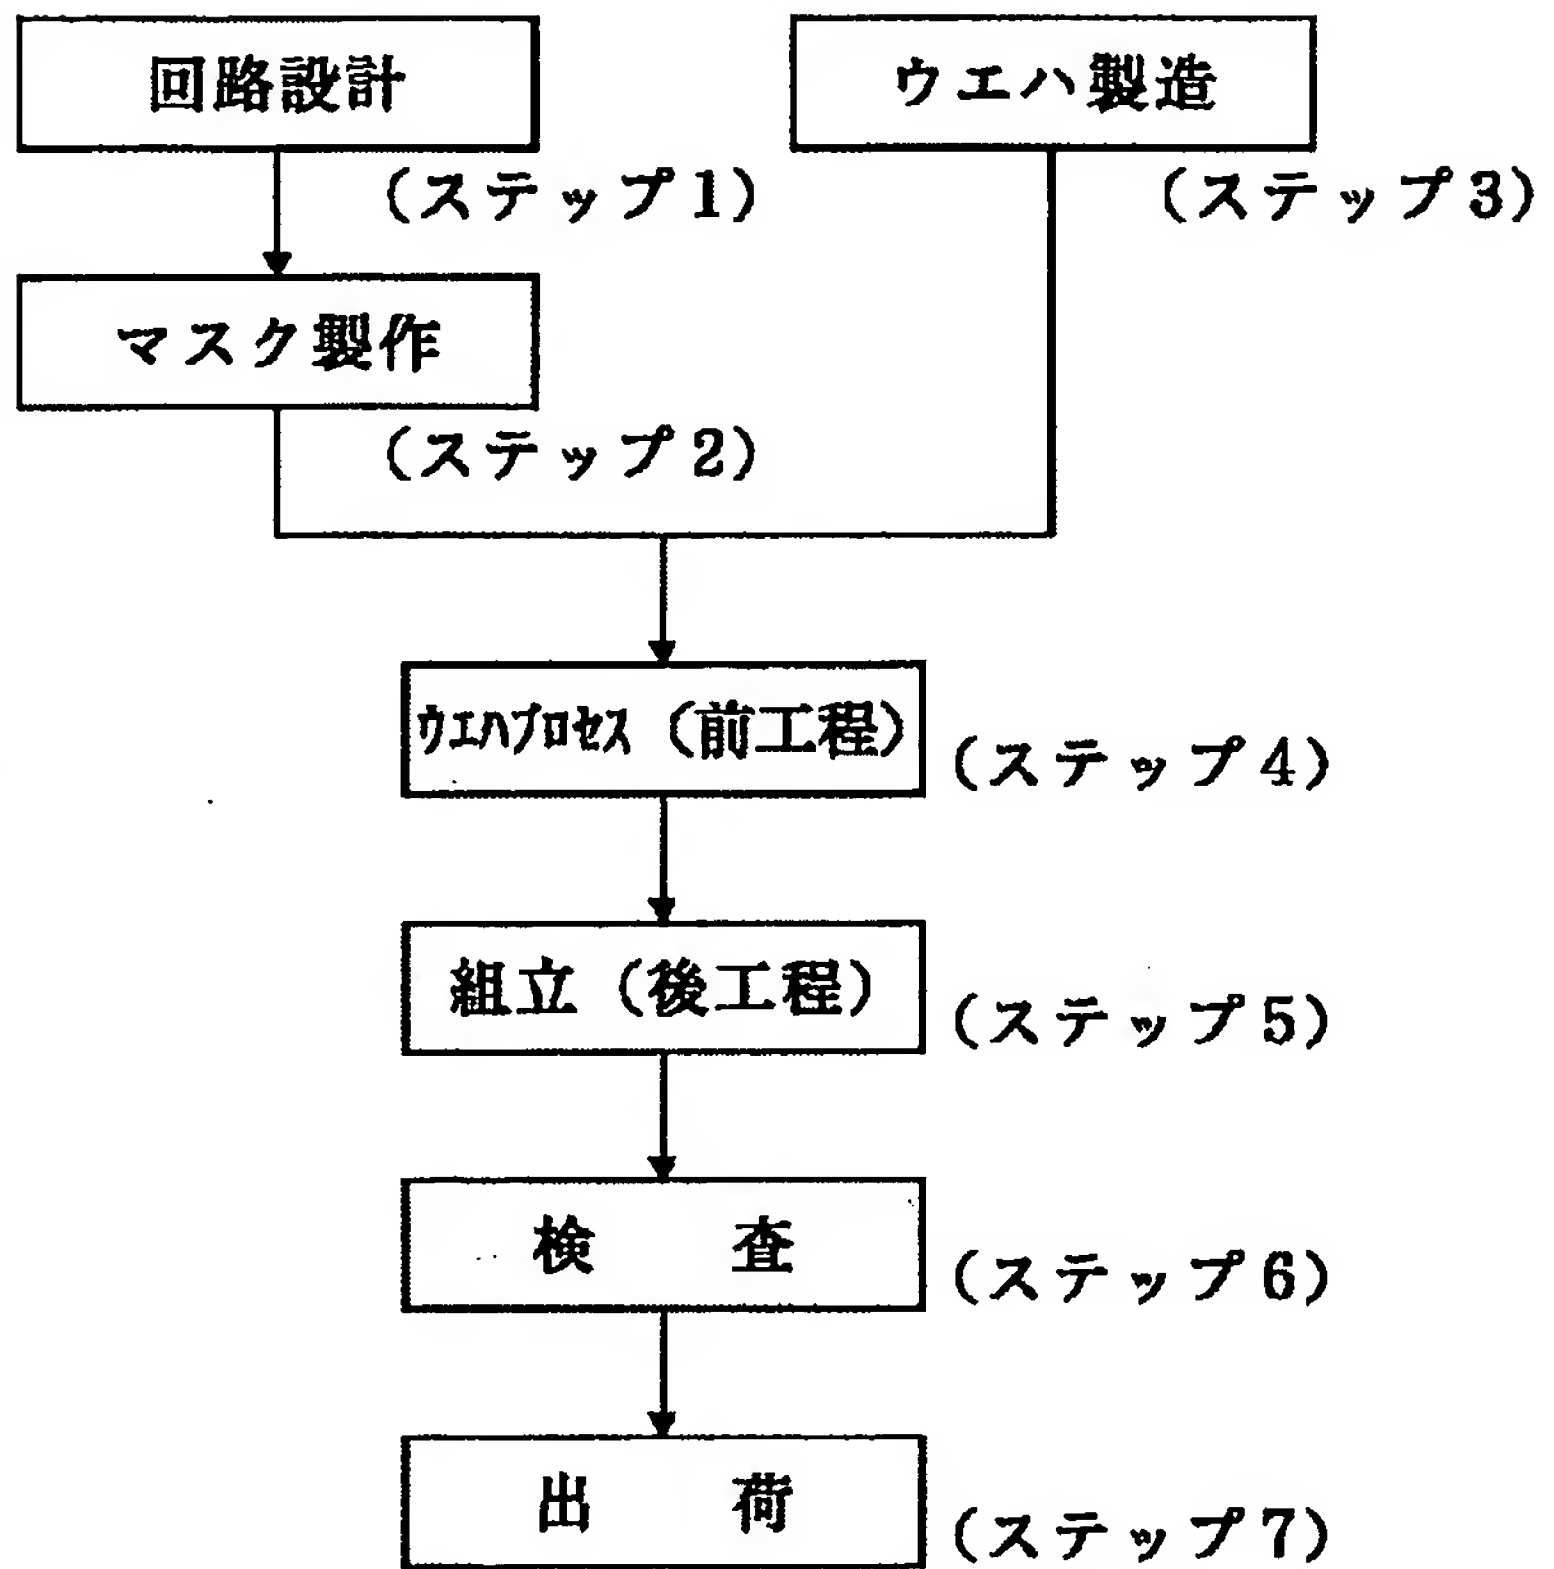 回路設計
(ステップ1)
マスク製作
(ステップ2)
ウエハ製造
(ステップ3)
ウエハプロセス(前工程)
(ステップ4)
組立(後工程)
(ステップ5)
検 査
(ステップ6)
出 荷
(ステップ7)